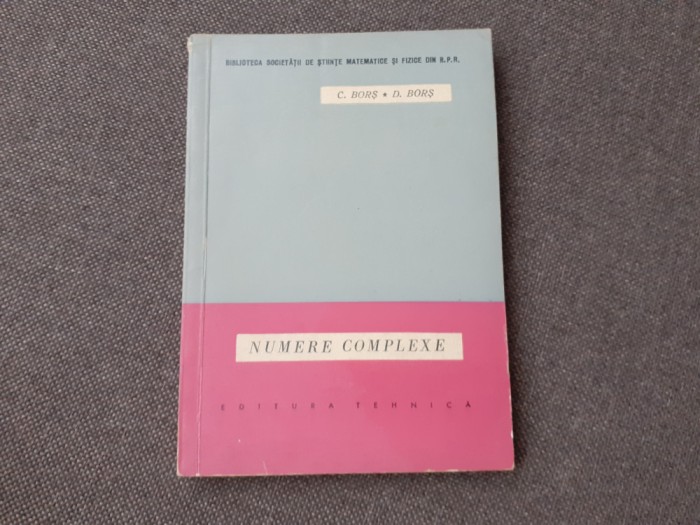 BIBLIOTECA SOCIETĂȚII DE ȘTIINȚE MATEMATICE ȘI FIZICE DIN R.P.R.
C. BORȘ ★ D. BORȘ
NUMERE COMPLEXE
EDITURA TEHNICĂ